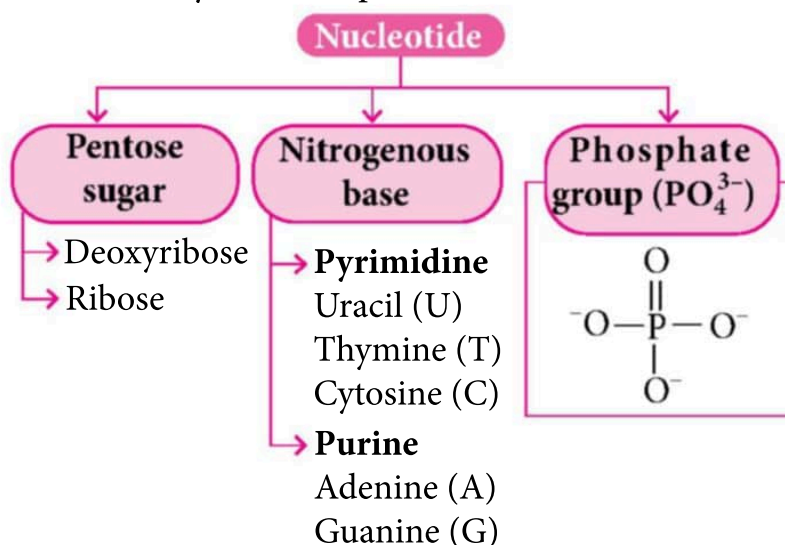 Nucleotide
Pentose
sugar
Deoxyribose
Ribose
Nitrogenous
base
Pyrimidine
Uracil (U)
Thymine (T)
Cytosine (C)
Purine
Adenine (A)
Guanine (G)
Phosphate
group (PO₄³⁻)
O
⁻O—P—O⁻
O⁻